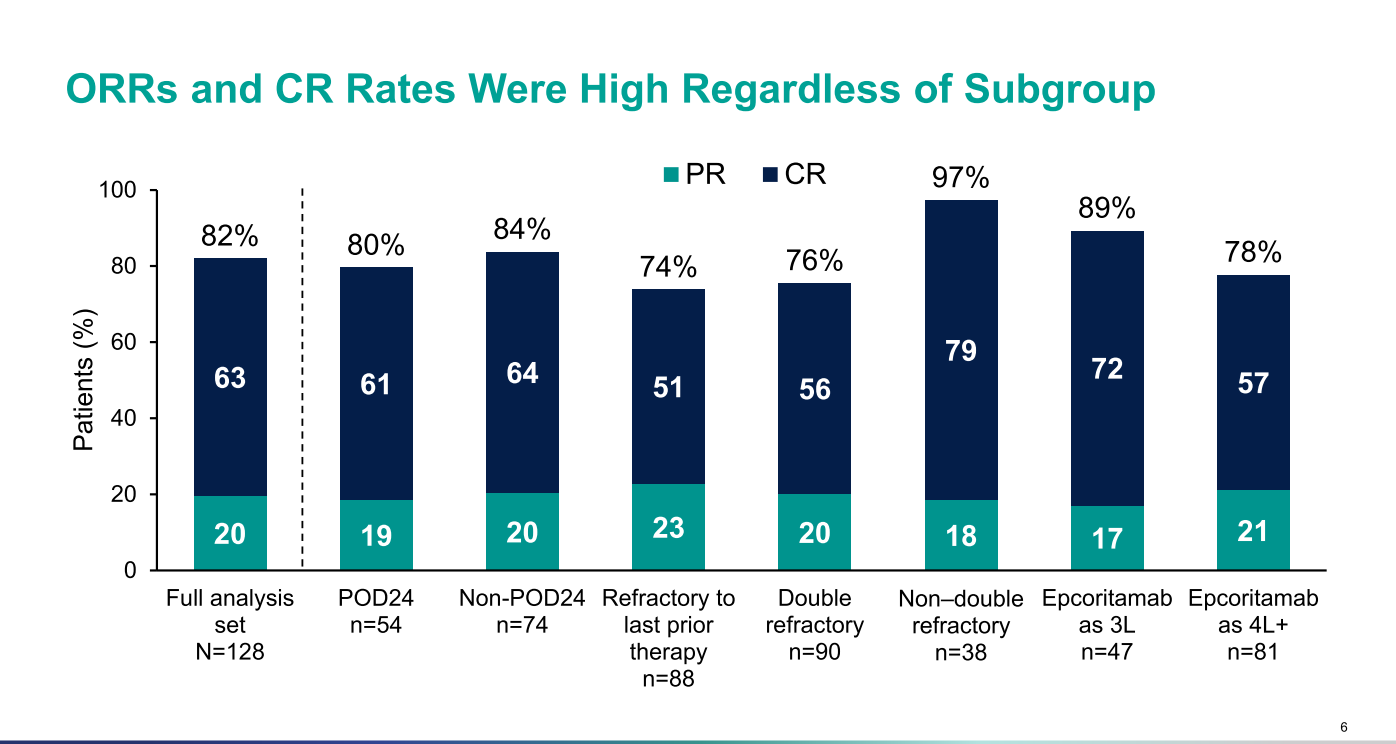 ORRs and CR Rates Were High Regardless of Subgroup
PR CR
Patients (%)
100
80
60
40
20
0
82%
63
20
80%
61
19
84%
64
20
74%
51
23
76%
56
20
97%
79
18
89%
72
17
78%
57
21
Full analysis
set
N=128
POD24
n=54
Non-POD24
n=74
Refractory to
last prior
therapy
n=88
Double
refractory
n=90
Non–double
refractory
n=38
Epcoritamab
as 3L
n=47
Epcoritamab
as 4L+
n=81
6